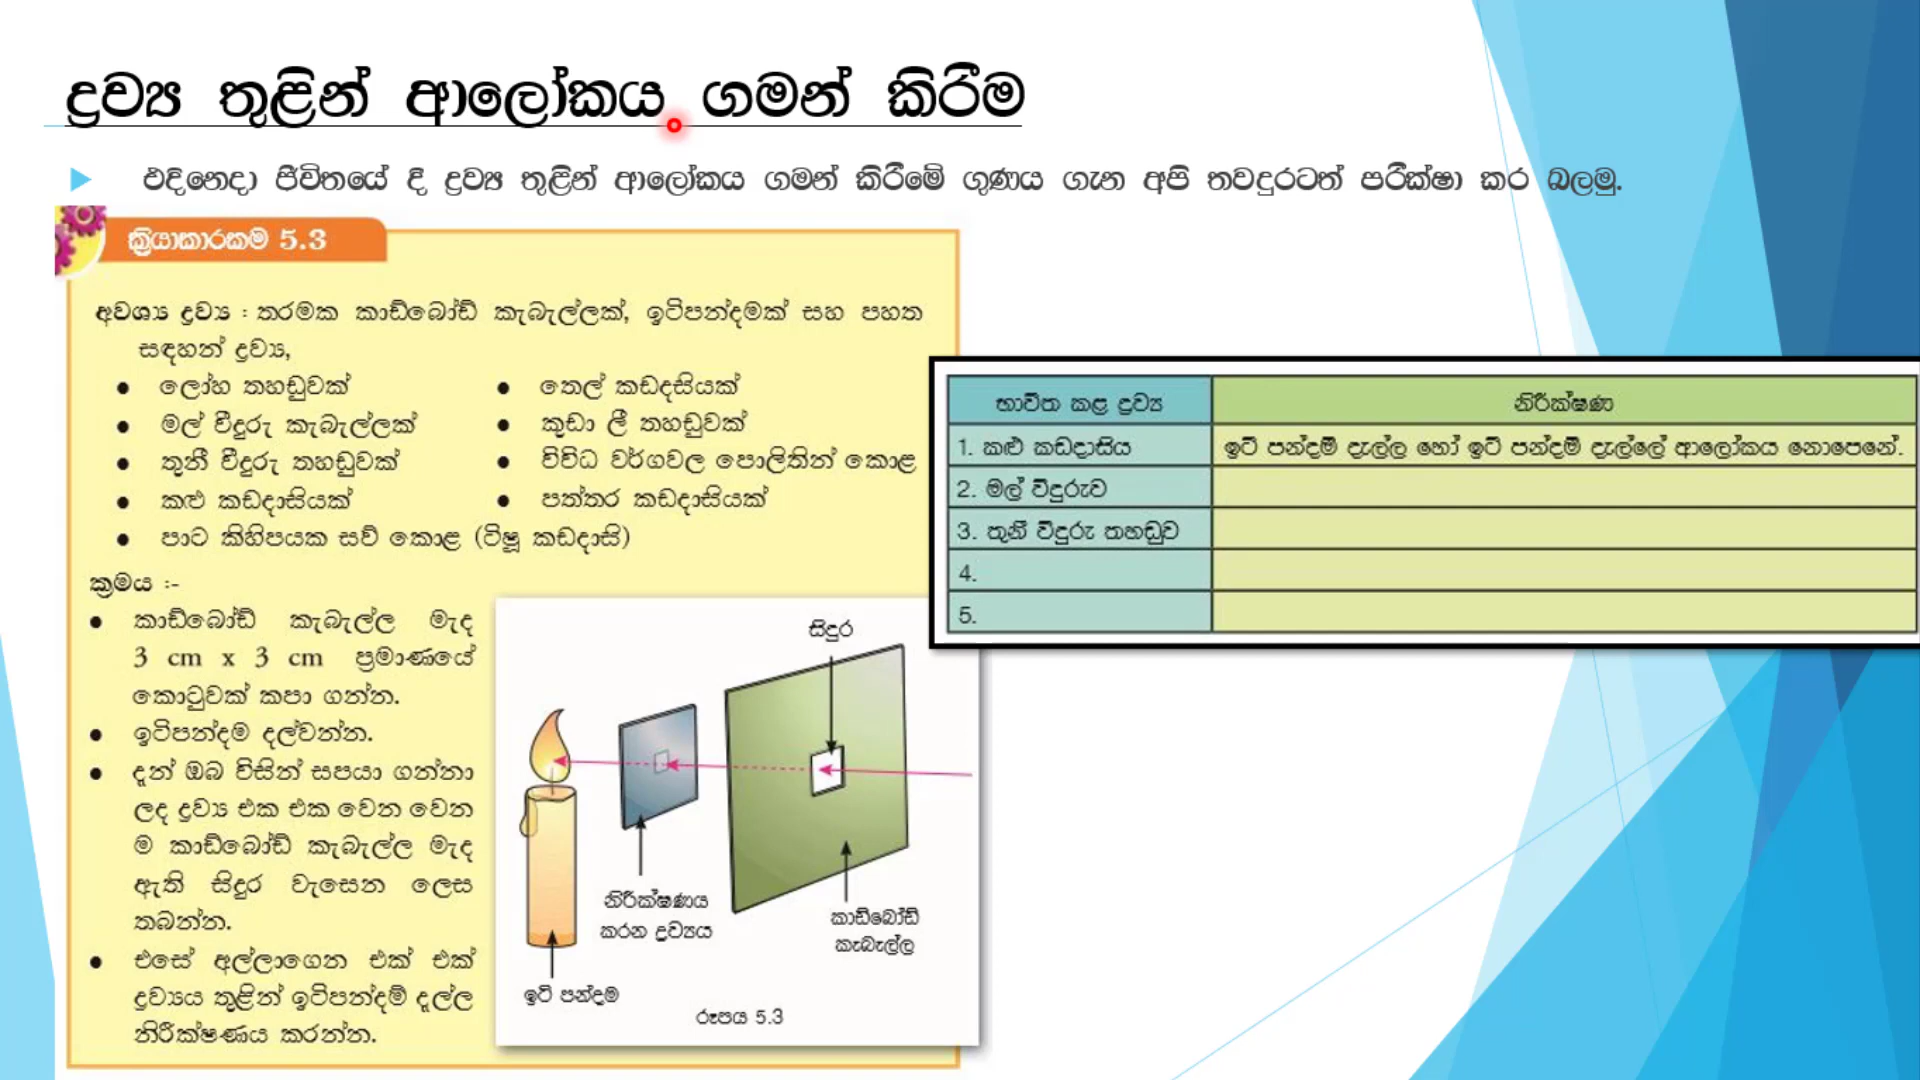 ද්‍රව්‍ය තුළින් ආලෝකය ගමන් කිරීම
එදිනෙදා ජීවිතයේ දී ද්‍රව්‍ය තුළින් ආලෝකය ගමන් කිරීමේ ගුණය ගැන අපි තවදුරටත් පරීක්ෂා කර බලමු.
ක්‍රියාකාරකම 5.3
අවශ්‍ය ද්‍රව්‍ය : තරමක කාඩ්බෝඩ් කැබැල්ලක්, ඉටිපන්දමක් සහ පහත
සඳහන් ද්‍රව්‍ය,
● ලෝහ තහඩුවක්
● මල් වීදුරු කැබැල්ලක්
● තුනී වීදුරු තහඩුවක්
● කළු කඩදාසියක්
● පාට කිහිපයක සව් කොළ (ටිෂූ කඩදාසි)
● තෙල් කඩදසියක්
● කුඩා ලී තහඩුවක්
● විවිධ වර්ගවල පොලිතින් කොළ
● පත්තර කඩදාසියක්
ක්‍රමය :-
● කාඩ්බෝඩ් කැබැල්ල මැද
3 cm x 3 cm ප්‍රමාණයේ
කොටුවක් කපා ගන්න.
● ඉටිපන්දම දල්වන්න.
● දැන් ඔබ විසින් සපයා ගන්නා
ලද ද්‍රව්‍ය එක එක වෙන වෙන
ම කාඩ්බෝඩ් කැබැල්ල මැද
ඇති සිදුර වැසෙන ලෙස
තබන්න.
● එසේ අල්ලාගෙන එක් එක්
ද්‍රව්‍යය තුළින් ඉටිපන්දම් දැල්ල
නිරීක්ෂණය කරන්න.
සිදුර
නිරීක්ෂණය
කරන ද්‍රව්‍යය
කාඩ්බෝඩ්
කැබැල්ල
ඉටි පන්දම
රූපය 5.3
භාවිත කළ ද්‍රව්‍ය නිරීක්ෂණ
1. කළු කඩදාසිය ඉටි පන්දම් දැල්ල හෝ ඉටි පන්දම් දැල්ලේ ආලෝකය නොපෙනේ.
2. මල් වීදුරුව
3. තුනී වීදුරු තහඩුව
4.
5.